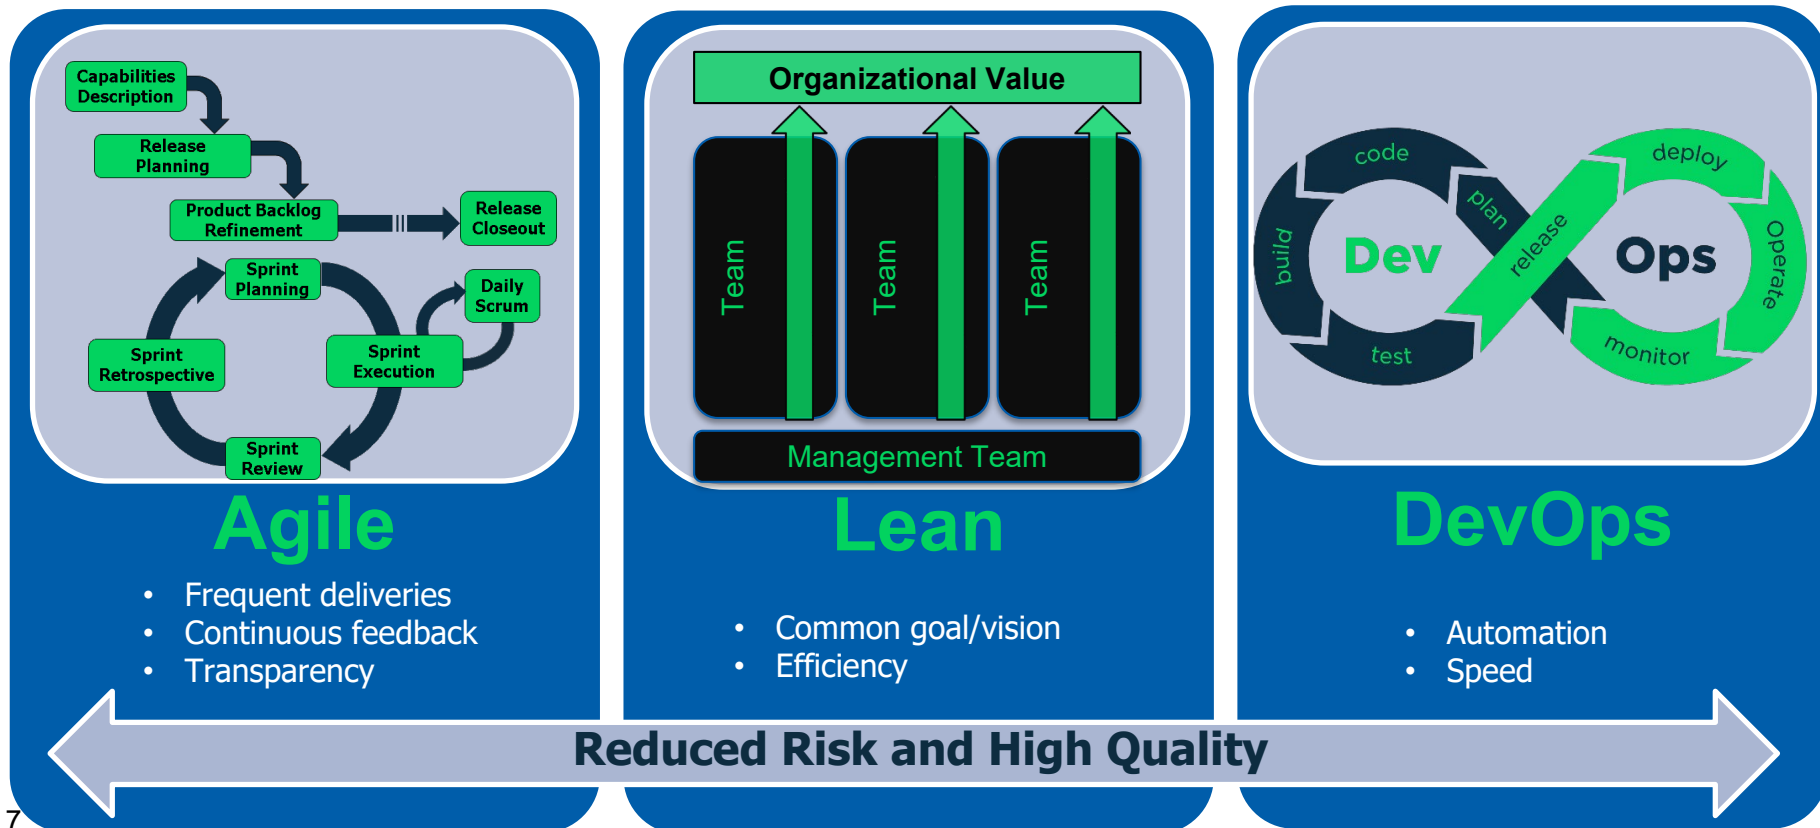 Capabilities
Description
Release
Planning
Product Backlog
Refinement
Release
Closeout
Sprint
Planning
Daily
Scrum
Sprint
Execution
Sprint
Retrospective
Sprint
Review
Agile
• Frequent deliveries
• Continuous feedback
• Transparency
Organizational Value
Team
Team
Team
Management Team
Lean
• Common goal/vision
• Efficiency
code
plan
build
test
Dev
release
deploy
Operate
monitor
Ops
DevOps
• Automation
• Speed
Reduced Risk and High Quality
7